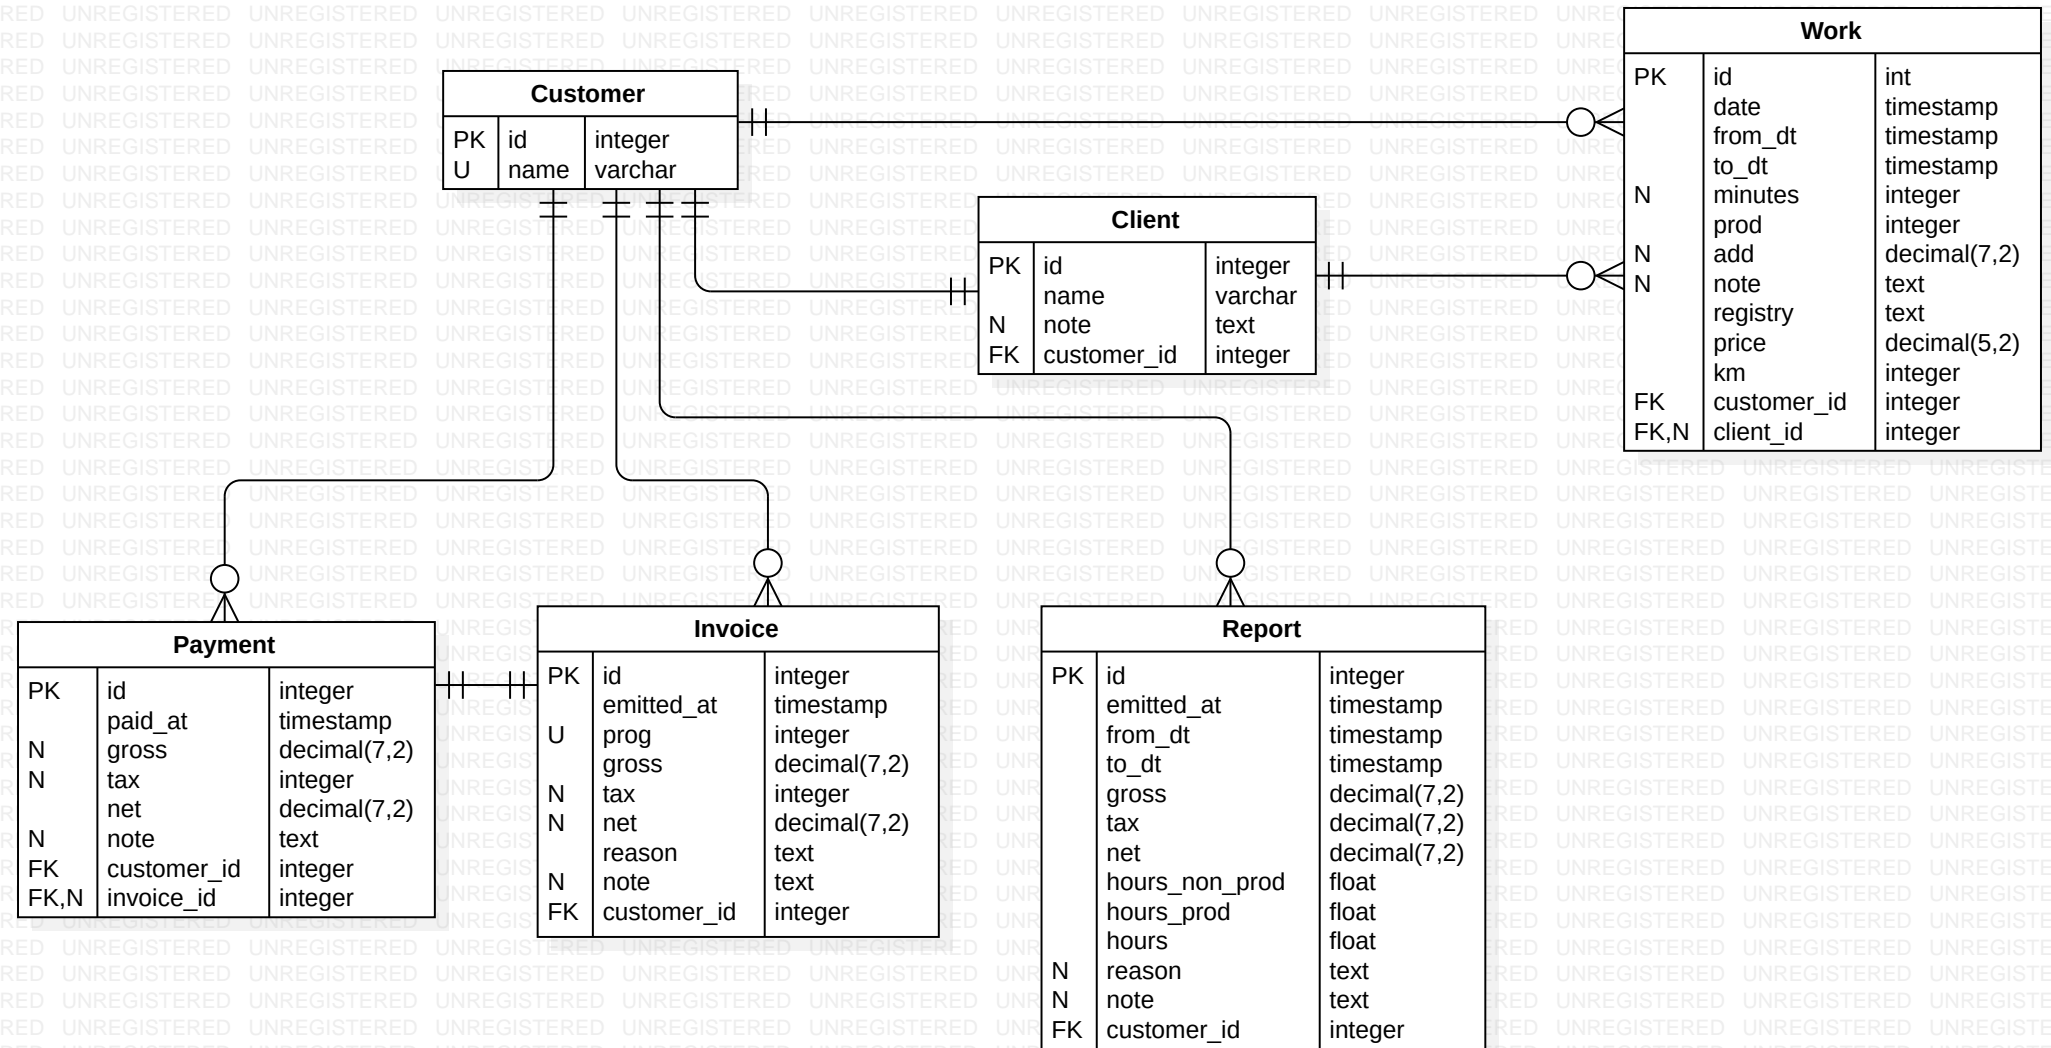 Work
PK id int
date timestamp
from_dt timestamp
to_dt timestamp
N minutes integer
prod integer
N add decimal(7,2)
N note text
registry text
price decimal(5,2)
km integer
FK customer_id integer
FK,N client_id integer
Customer
PK id integer
U name varchar
Client
PK id integer
name varchar
N note text
FK customer_id integer
Payment
PK id integer
paid_at timestamp
N gross decimal(7,2)
N tax integer
net decimal(7,2)
N note text
FK customer_id integer
FK,N invoice_id integer
Invoice
PK id integer
emitted_at timestamp
U prog integer
gross decimal(7,2)
N tax integer
N net decimal(7,2)
reason text
N note text
FK customer_id integer
Report
PK id integer
emitted_at timestamp
from_dt timestamp
to_dt timestamp
gross decimal(7,2)
tax decimal(7,2)
net decimal(7,2)
hours_non_prod float
hours_prod float
hours float
N reason text
N note text
FK customer_id integer
UNREGISTERED